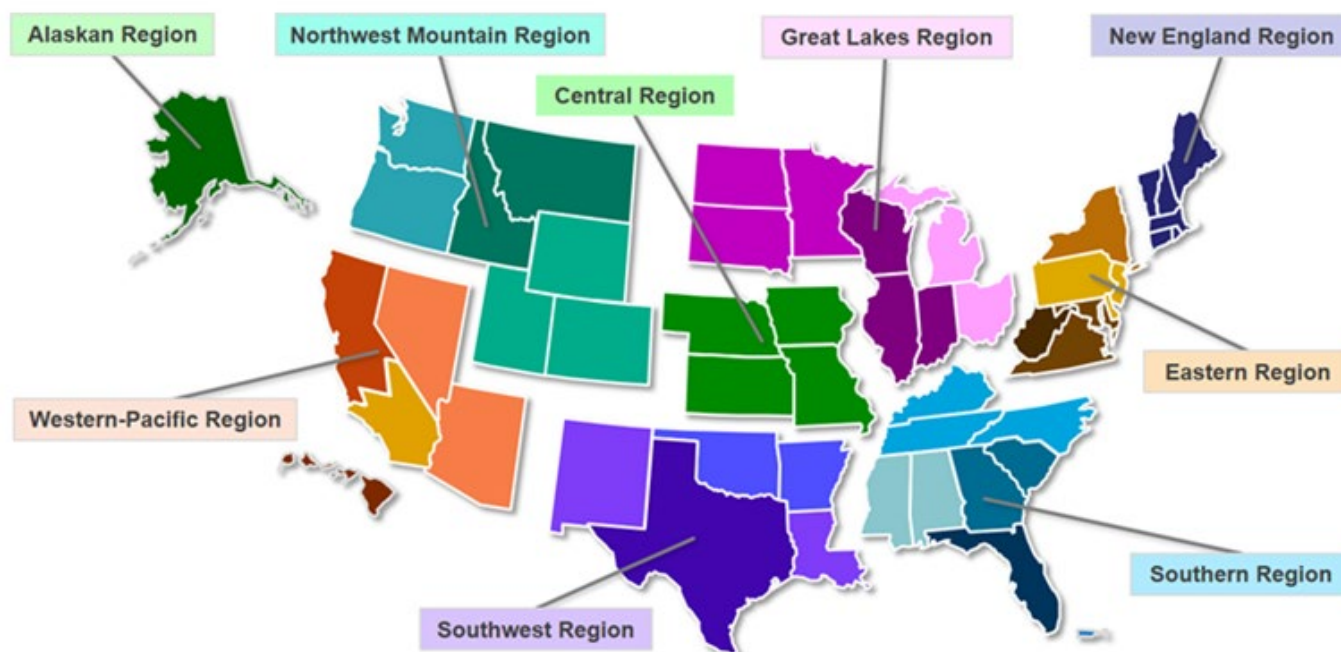 Alaskan Region
Northwest Mountain Region
Great Lakes Region
New England Region
Central Region
Eastern Region
Western-Pacific Region
Southern Region
Southwest Region